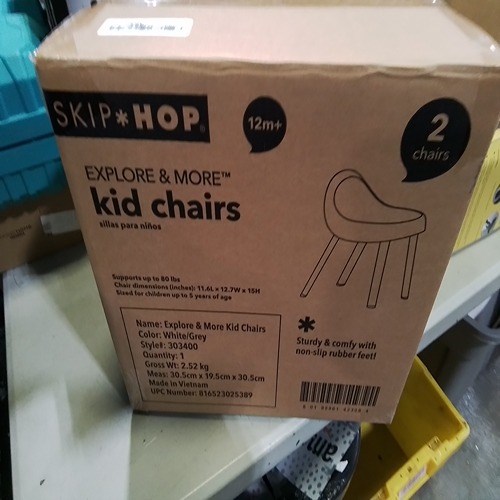 SKIP*HOP®
12m+
2
chairs
EXPLORE & MORE™
kid chairs
sillas para niños
Supports up to 80 lbs
Chair dimensions (inches): 11.6L x 12.7W x 15H
Sized for children up to 5 years of age
Name: Explore & More Kid Chairs
Color: White/Grey
Style#: 303400
Quantity: 1
Gross Wt: 2.52 kg
Meas: 30.5cm x 19.5cm x 30.5cm
Made in Vietnam
UPC Number: 816523025389
*
Sturdy & comfy with
non-slip rubber feet!
am